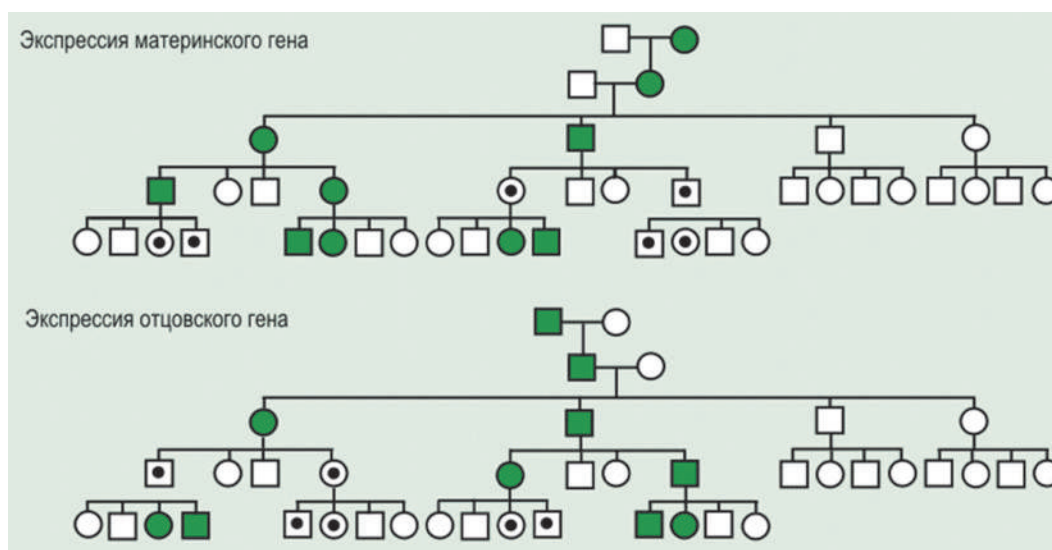 Экспрессия материнского гена
Экспрессия отцовского гена